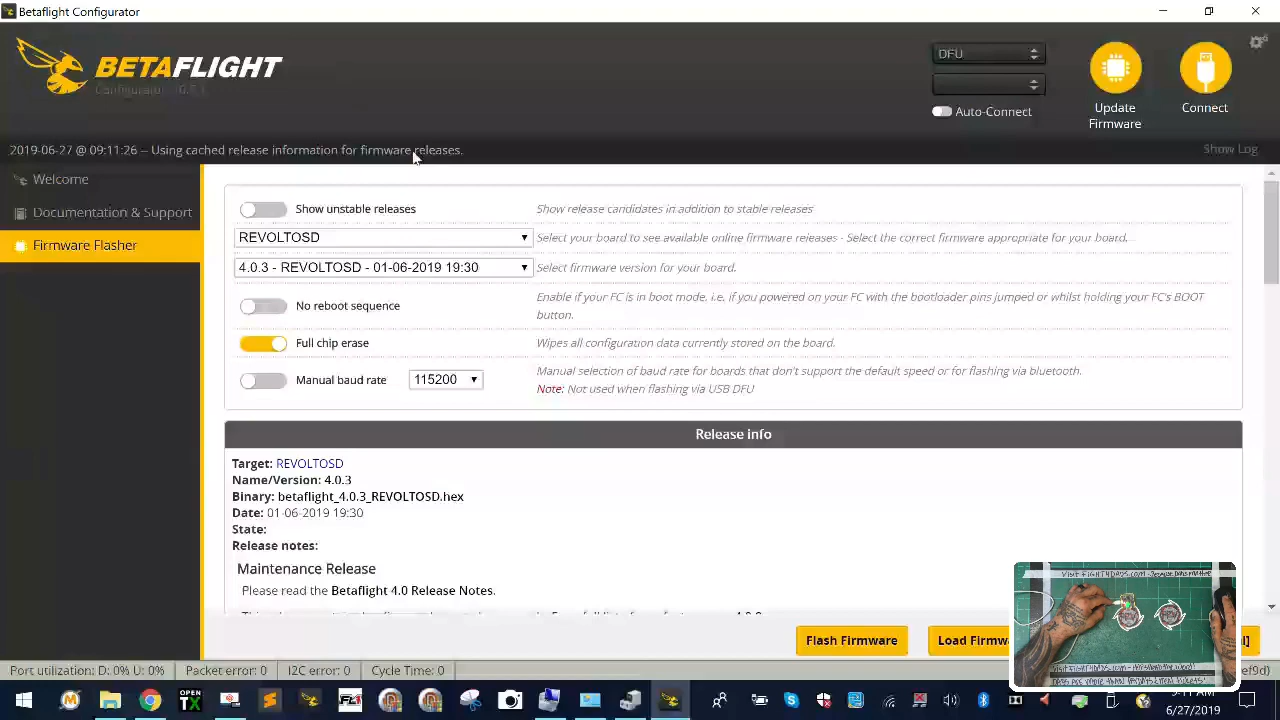 Betaflight Configurator
BETAFLIGHT
DFU
Auto-Connect
Update
Firmware
Connect
2019-06-27 @ 09:11:26 – Using cached release information for firmware releases.
Show Log
Welcome
Documentation & Support
Firmware Flasher
Show unstable releases
Show release candidates in addition to stable releases
REVOLTOSD
Select your board to see available online firmware releases - Select the correct firmware appropriate for your board.
4.0.3 - REVOLTOSD - 01-06-2019 19:30
Select firmware version for your board.
No reboot sequence
Enable if your FC is in boot mode. i.e. if you powered on your FC with the bootloader pins jumped or whilst holding your FC's BOOT
button.
Full chip erase
Wipes all configuration data currently stored on the board.
Manual baud rate
115200
Manual selection of baud rate for boards that don't support the default speed or for flashing via bluetooth.
Note: Not used when flashing via USB DFU
Release info
Target: REVOLTOSD
Name/Version: 4.0.3
Binary: betaflight_4.0.3_REVOLTOSD.hex
Date: 01-06-2019 19:30
State:
Release notes:
Maintenance Release
Please read the Betaflight 4.0 Release Notes.
Flash Firmware
Load
Port utilization: D: 0% U: 0%
Packet error: 0
I2C error: 0
Cycle Time: 0
OPEN
TX
6/27/2019